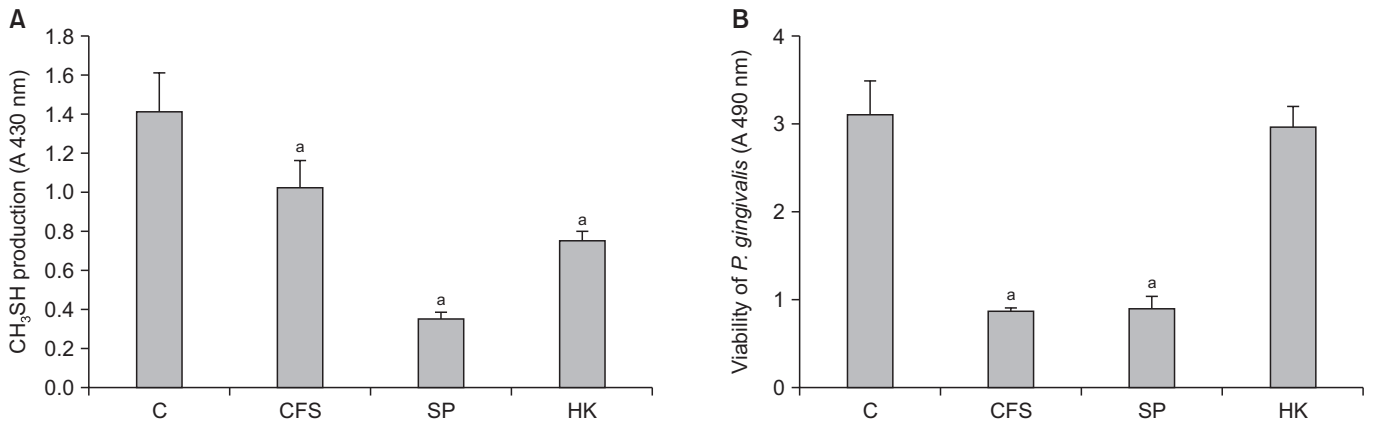 A
CH₃SH production (A 430 nm)
1.8
1.6
1.4
1.2
1.0
0.8
0.6
0.4
0.2
0.0
a
a
a
C CFS SP HK
B
Viability of P. gingivalis (A 490 nm)
4
3
2
1
0
a
a
C CFS SP HK